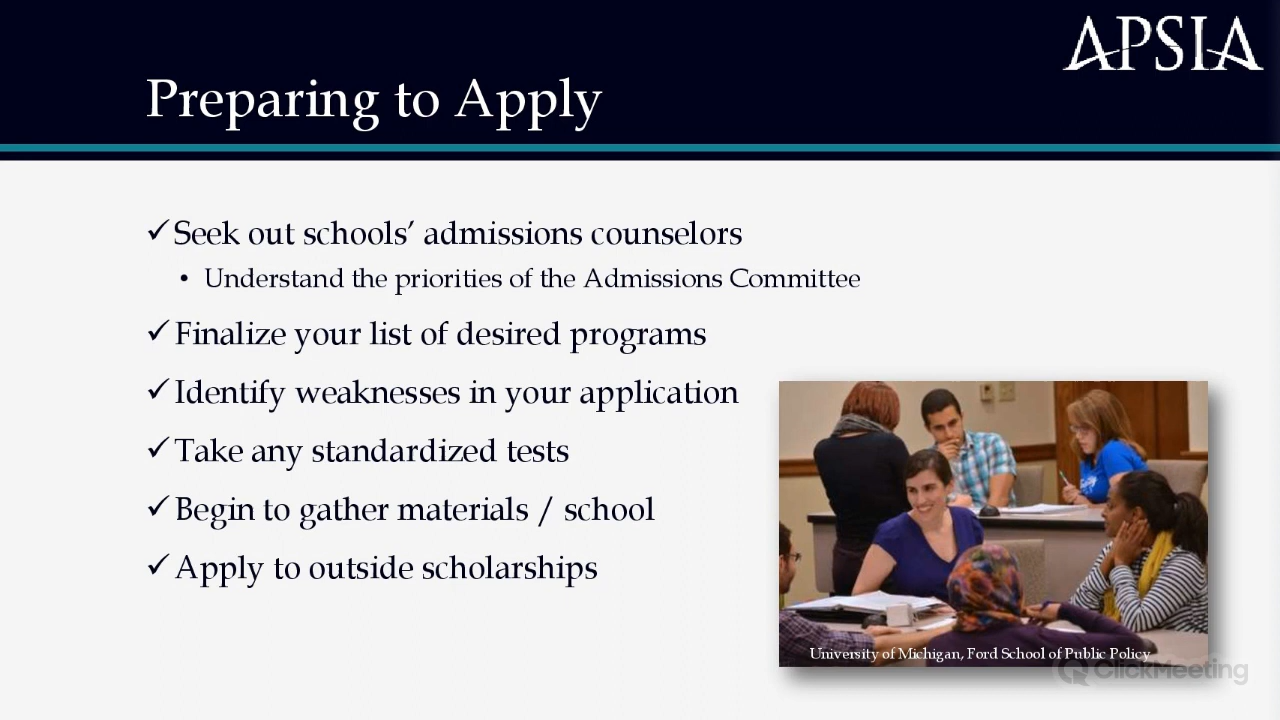 APSIA
Preparing to Apply
✓ Seek out schools’ admissions counselors
• Understand the priorities of the Admissions Committee
✓ Finalize your list of desired programs
✓ Identify weaknesses in your application
✓ Take any standardized tests
✓ Begin to gather materials / school
✓ Apply to outside scholarships
University of Michigan, Ford School of Public Policy
ClickMeeting